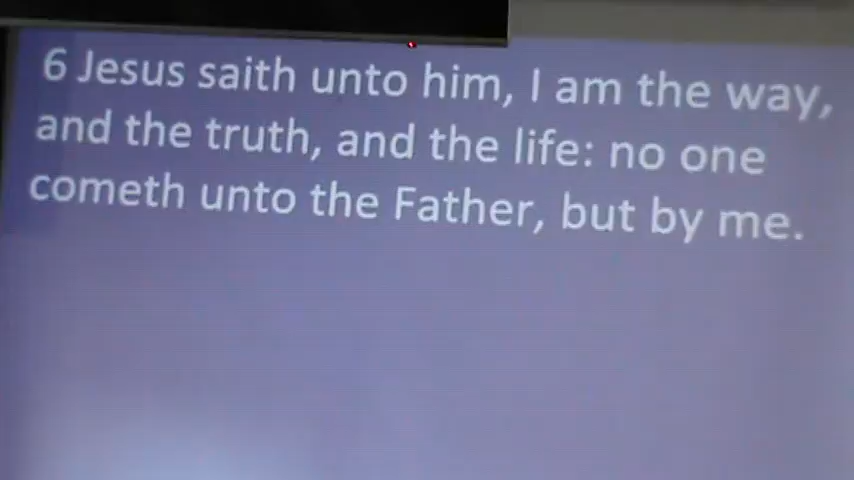 6 Jesus saith unto him, I am the way,
and the truth, and the life: no one
cometh unto the Father, but by me.